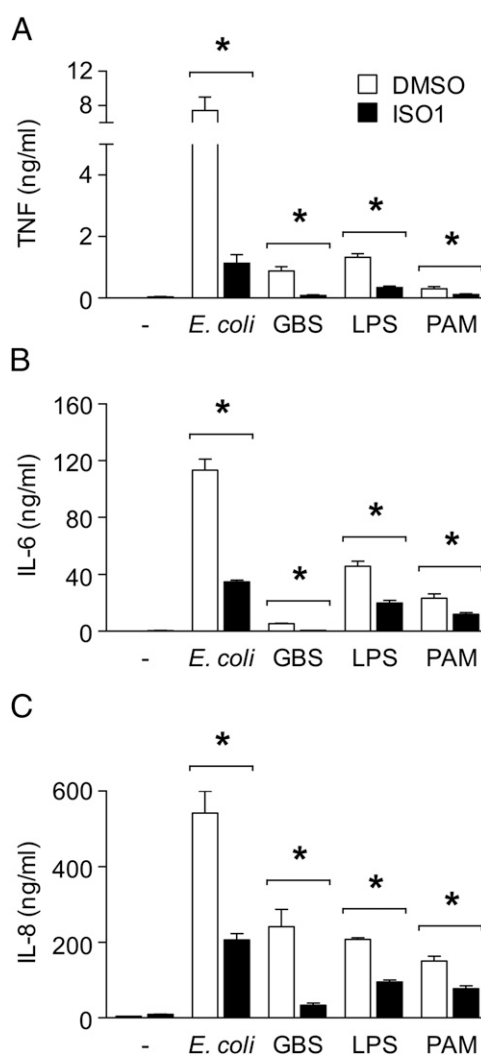 A
*
DMSO
ISO1
TNF (ng/ml)
12
8
4
2
0
*
*
*
- E. coli GBS LPS PAM
B
IL-6 (ng/ml)
160
120
80
40
0
*
*
*
*
- E. coli GBS LPS PAM
C
IL-8 (ng/ml)
600
400
200
0
*
*
*
*
- E. coli GBS LPS PAM